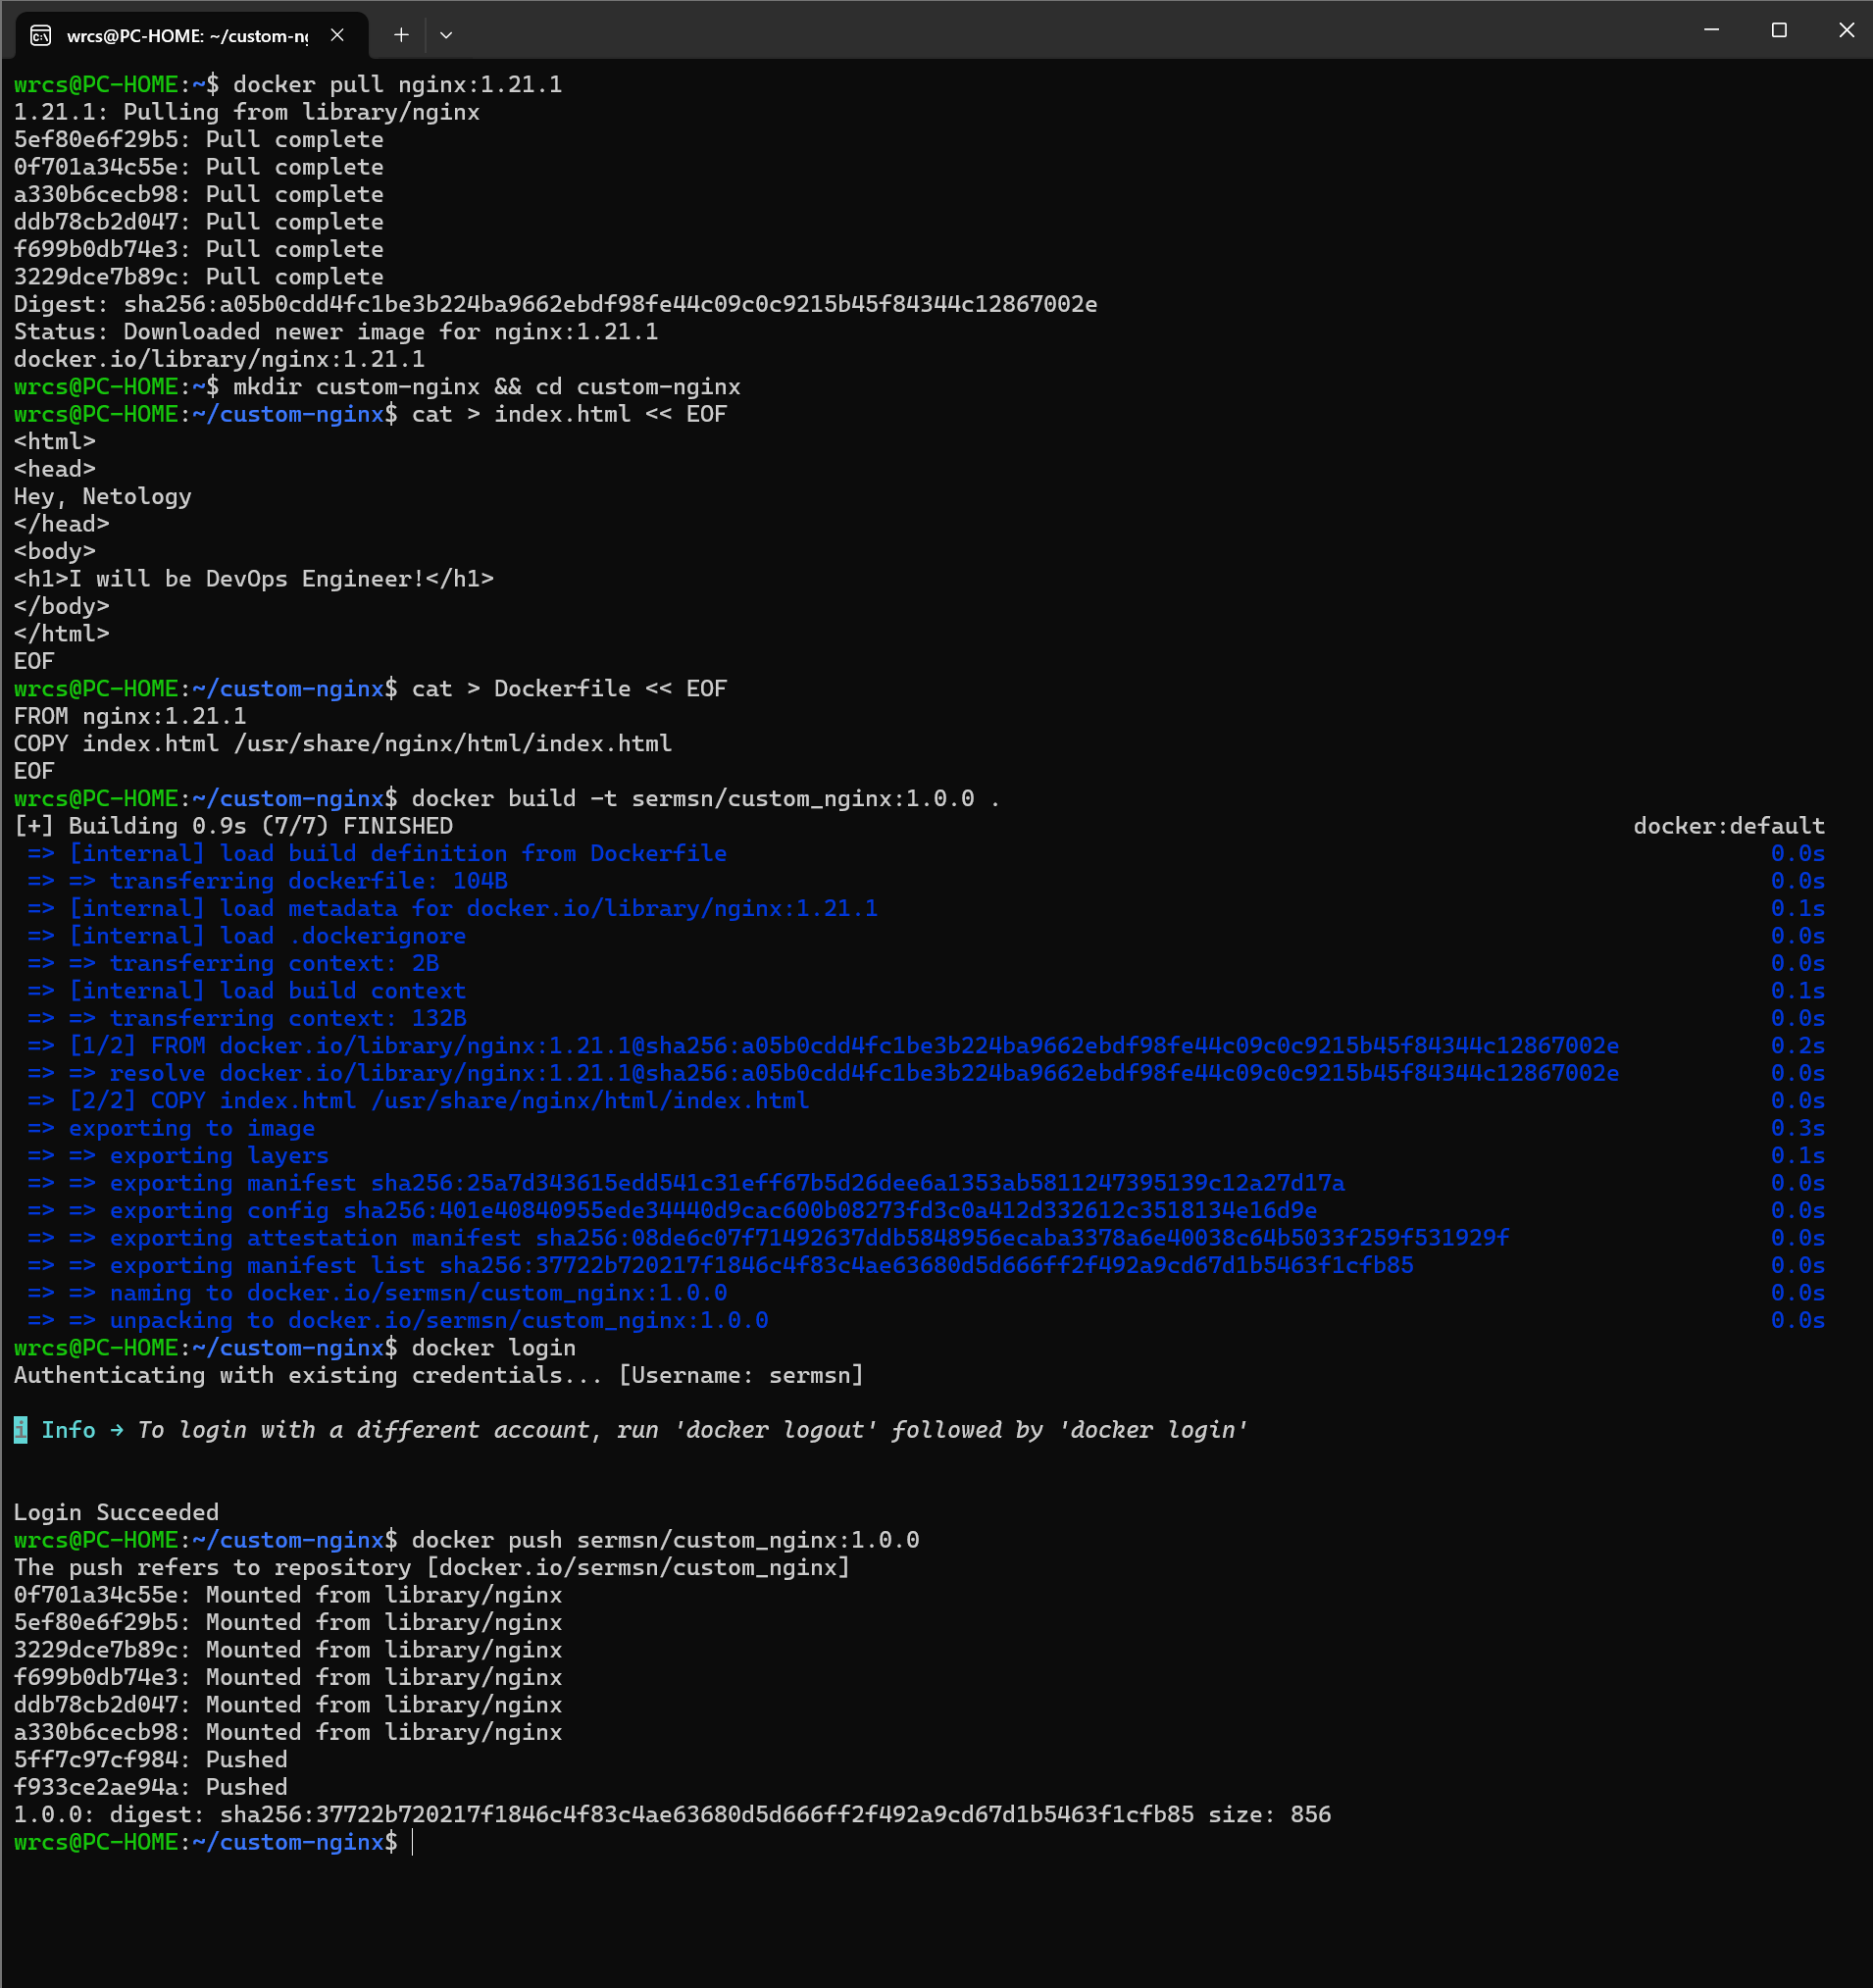 wrcs@PC-HOME: ~/custom-ng
wrcs@PC-HOME:~$ docker pull nginx:1.21.1
1.21.1: Pulling from library/nginx
5ef80e6f29b5: Pull complete
0f701a34c55e: Pull complete
a330b6cecb98: Pull complete
ddb78cb2d047: Pull complete
f699b0db74e3: Pull complete
3229dce7b89c: Pull complete
Digest: sha256:a05b0cdd4fc1be3b224ba9662ebdf98fe44c09c0c9215b45f84344c12867002e
Status: Downloaded newer image for nginx:1.21.1
docker.io/library/nginx:1.21.1
wrcs@PC-HOME:~$ mkdir custom-nginx && cd custom-nginx
wrcs@PC-HOME:~/custom-nginx$ cat > index.html << EOF
<html>
<head>
Hey, Netology
</head>
<body>
<h1>I will be DevOps Engineer!</h1>
</body>
</html>
EOF
wrcs@PC-HOME:~/custom-nginx$ cat > Dockerfile << EOF
FROM nginx:1.21.1
COPY index.html /usr/share/nginx/html/index.html
EOF
wrcs@PC-HOME:~/custom-nginx$ docker build -t sermsn/custom_nginx:1.0.0 .
[+] Building 0.9s (7/7) FINISHED docker:default
=> [internal] load build definition from Dockerfile 0.0s
=> => transferring dockerfile: 104B 0.0s
=> [internal] load metadata for docker.io/library/nginx:1.21.1 0.1s
=> [internal] load .dockerignore 0.0s
=> => transferring context: 2B 0.0s
=> [internal] load build context 0.1s
=> => transferring context: 132B 0.0s
=> [1/2] FROM docker.io/library/nginx:1.21.1@sha256:a05b0cdd4fc1be3b224ba9662ebdf98fe44c09c0c9215b45f84344c12867002e 0.2s
=> => resolve docker.io/library/nginx:1.21.1@sha256:a05b0cdd4fc1be3b224ba9662ebdf98fe44c09c0c9215b45f84344c12867002e 0.0s
=> [2/2] COPY index.html /usr/share/nginx/html/index.html 0.0s
=> exporting to image 0.3s
=> => exporting layers 0.1s
=> => exporting manifest sha256:25a7d343615edd541c31eff67b5d26dee6a1353ab5811247395139c12a27d17a 0.0s
=> => exporting config sha256:401e40840955ede34440d9cac600b08273fd3c0a412d332612c3518134e16d9e 0.0s
=> => exporting attestation manifest sha256:08de6c07f71492637ddb5848956ecaba3378a6e40038c64b5033f259f531929f 0.0s
=> => exporting manifest list sha256:37722b720217f1846c4f83c4ae63680d5d666ff2f492a9cd67d1b5463f1cfb85 0.0s
=> => naming to docker.io/sermsn/custom_nginx:1.0.0 0.0s
=> => unpacking to docker.io/sermsn/custom_nginx:1.0.0 0.0s
wrcs@PC-HOME:~/custom-nginx$ docker login
Authenticating with existing credentials... [Username: sermsn]
i Info → To login with a different account, run 'docker logout' followed by 'docker login'
Login Succeeded
wrcs@PC-HOME:~/custom-nginx$ docker push sermsn/custom_nginx:1.0.0
The push refers to repository [docker.io/sermsn/custom_nginx]
0f701a34c55e: Mounted from library/nginx
5ef80e6f29b5: Mounted from library/nginx
3229dce7b89c: Mounted from library/nginx
f699b0db74e3: Mounted from library/nginx
ddb78cb2d047: Mounted from library/nginx
a330b6cecb98: Mounted from library/nginx
5ff7c97cf984: Pushed
f933ce2ae94a: Pushed
1.0.0: digest: sha256:37722b720217f1846c4f83c4ae63680d5d666ff2f492a9cd67d1b5463f1cfb85 size: 856
wrcs@PC-HOME:~/custom-nginx$